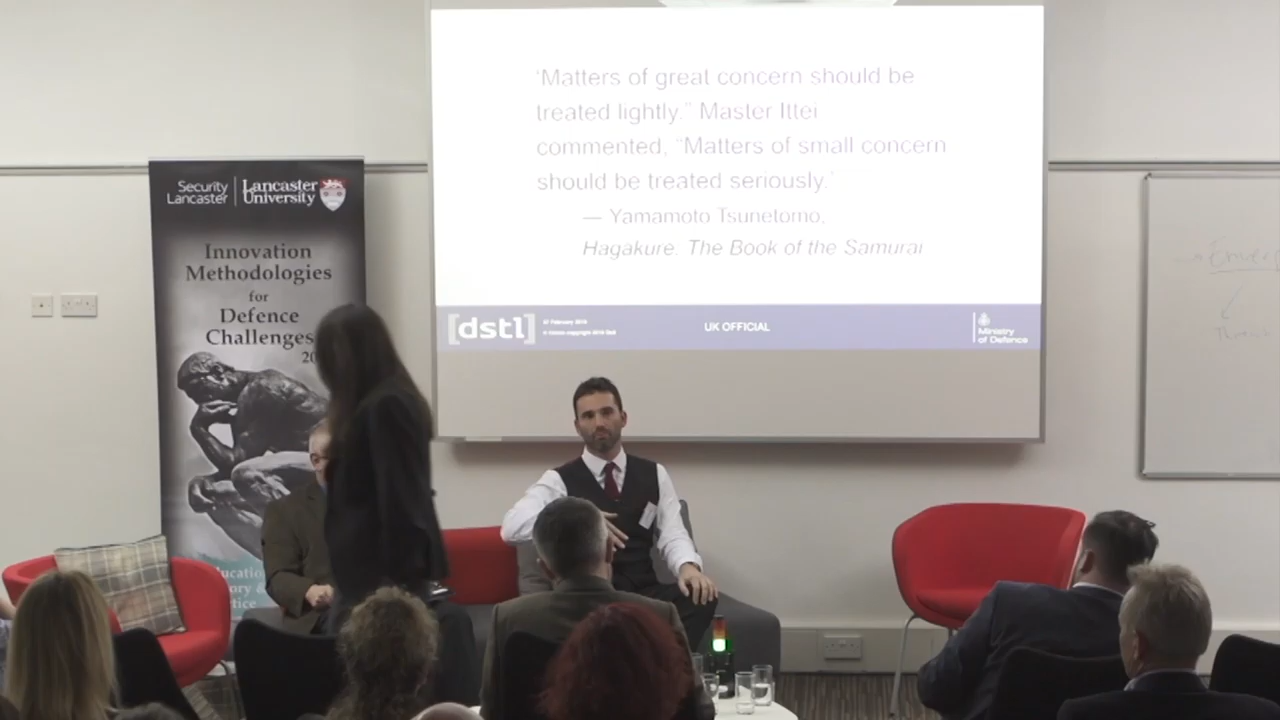 'Matters of great concern should be
treated lightly." Master Ittei
commented, "Matters of small concern
should be treated seriously.'
— Yamamoto Tsunetomo,
Hagakure: The Book of the Samurai
[dstl]
UK OFFICIAL
Ministry
of Defence
Security
Lancaster
Lancaster
University
Innovation
Methodologies
for
Defence
Challenges
20